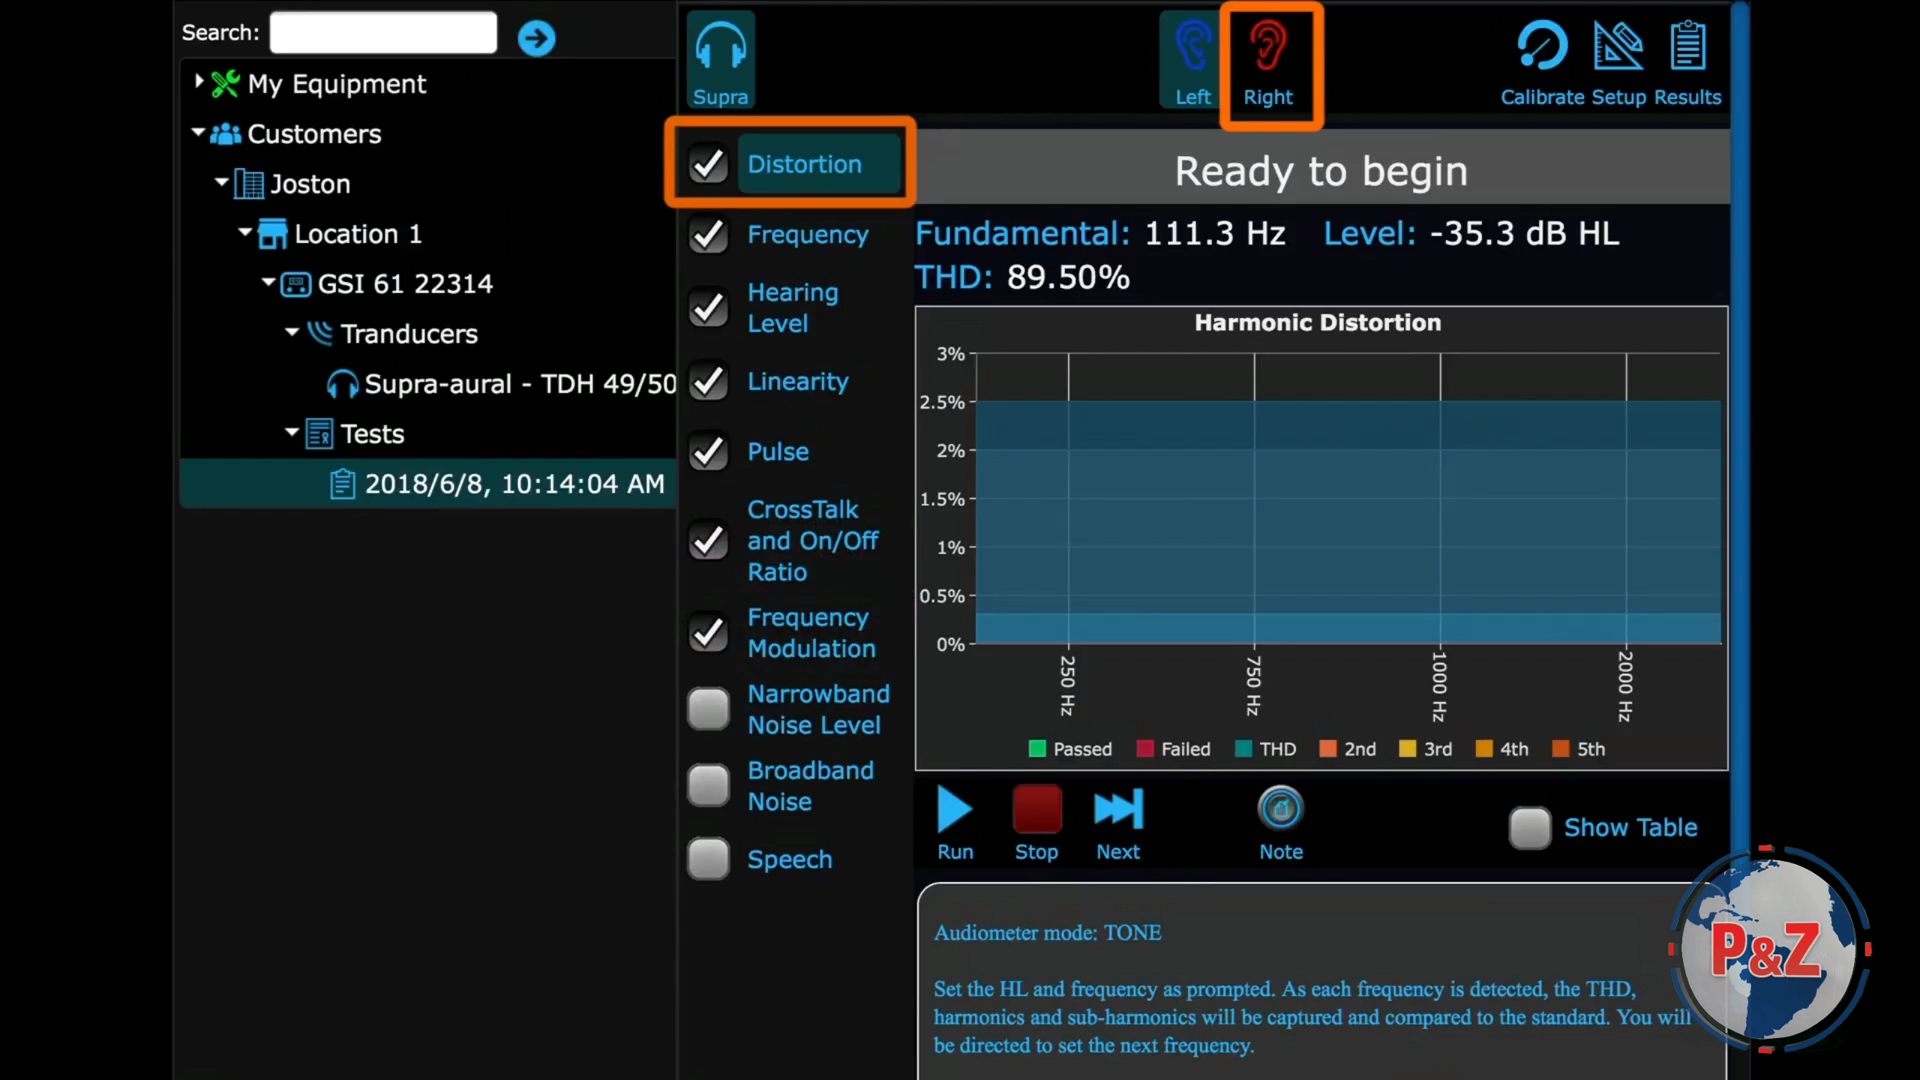 Search:
My Equipment
Customers
Joston
Location 1
GSI 61 22314
Tranducers
Supra-aural - TDH 49/50
Tests
2018/6/8, 10:14:04 AM
Supra
Left
Right
Calibrate
Setup
Results
Distortion
Frequency
Hearing
Level
Linearity
Pulse
CrossTalk
and On/Off
Ratio
Frequency
Modulation
Narrowband
Noise Level
Broadband
Noise
Speech
Ready to begin
Fundamental: 111.3 Hz Level: -35.3 dB HL
THD: 89.50%
Harmonic Distortion
3%
2.5%
2%
1.5%
1%
0.5%
0%
250 Hz
750 Hz
1000 Hz
2000 Hz
Passed Failed THD 2nd 3rd 4th 5th
Run
Stop
Next
Note
Show Table
Audiometer mode: TONE
Set the HL and frequency as prompted. As each frequency is detected, the THD,
harmonics and sub-harmonics will be captured and compared to the standard. You will
be directed to set the next frequency.
P&Z